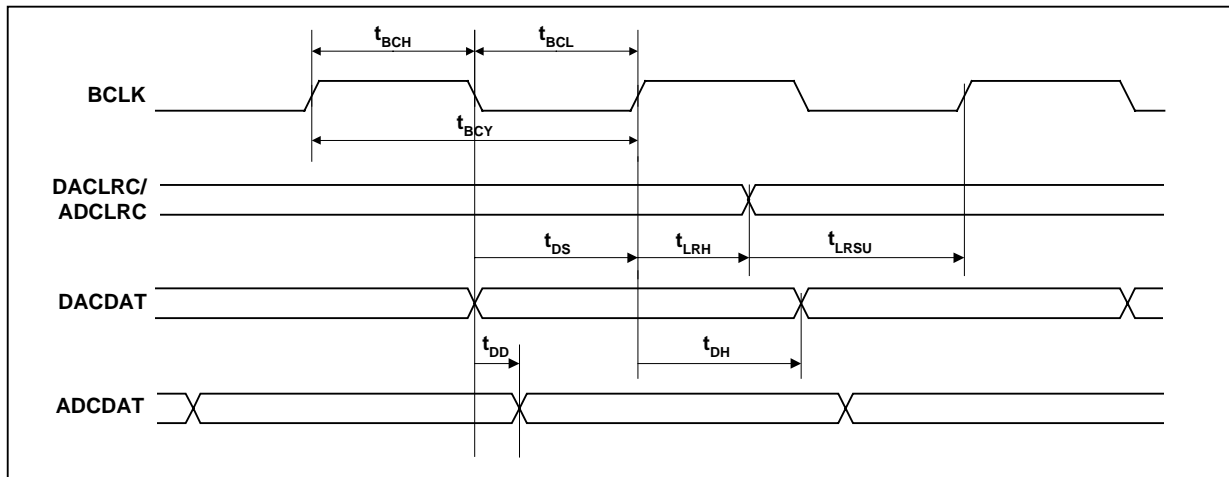 tBCH
tBCL
BCLK
tBCY
DACLRC/
ADCLRC
tDS
tLRH
tLRSU
DACDAT
tDD
tDH
ADCDAT